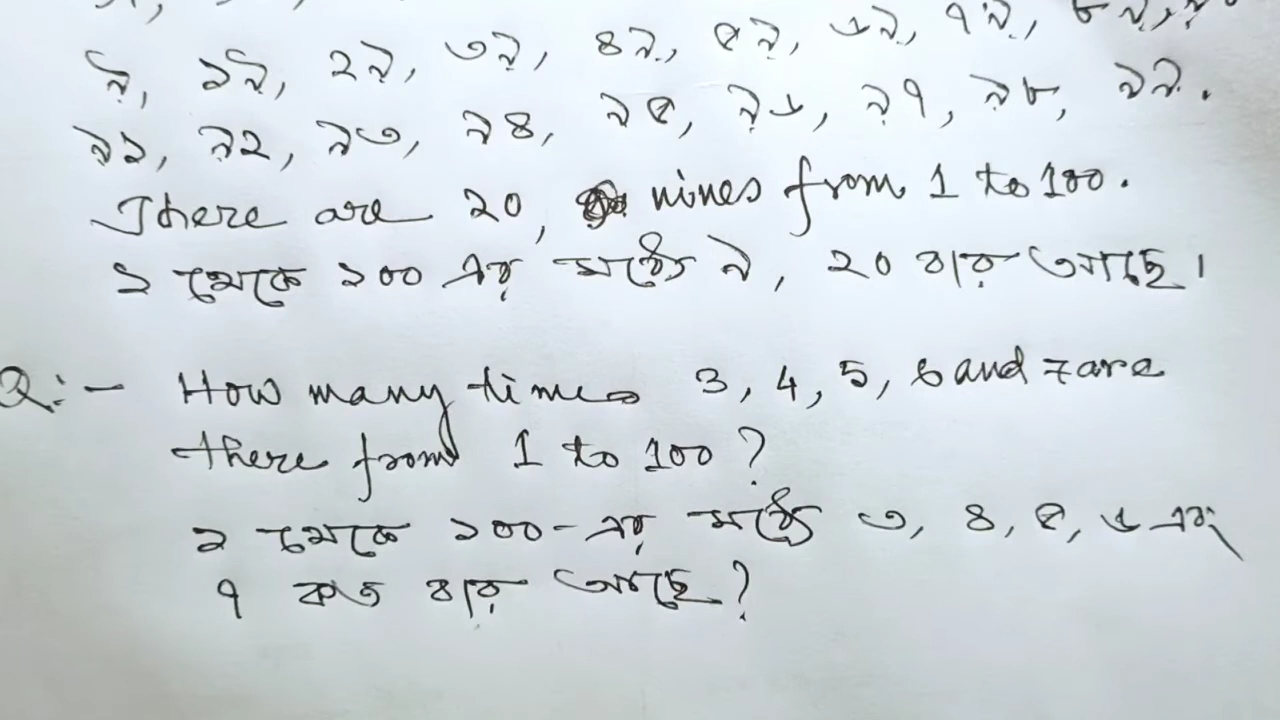 ৯, ১৯, ২৯, ৩৯, ৪৯, ৫৯, ৬৯, ৭৯, ৮৯,
৯১, ৯২, ৯৩, ৯৪, ৯৫, ৯৬, ৯৭, ৯৮, ৯৯.
There are 20, nines from 1 to 100.
১ থেকে ১০০ এর মধ্যে ৯, ২০ বার আছে।
Q:- How many times 3, 4, 5, 6 and 7 are
there from 1 to 100?
১ থেকে ১০০-এর মধ্যে ৩, ৪, ৫, ৬ এবং
৭ কত বার আছে?